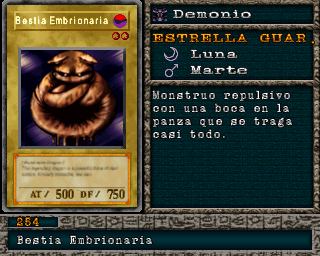 Bestia Embrionaria
AT/ 500 DF/ 750
Demonio
ESTRELLA GUAR.
Luna
Marte
Monstruo repulsivo
con una boca en la
panza que se traga
casi todo.
254
Bestia Embrionaria